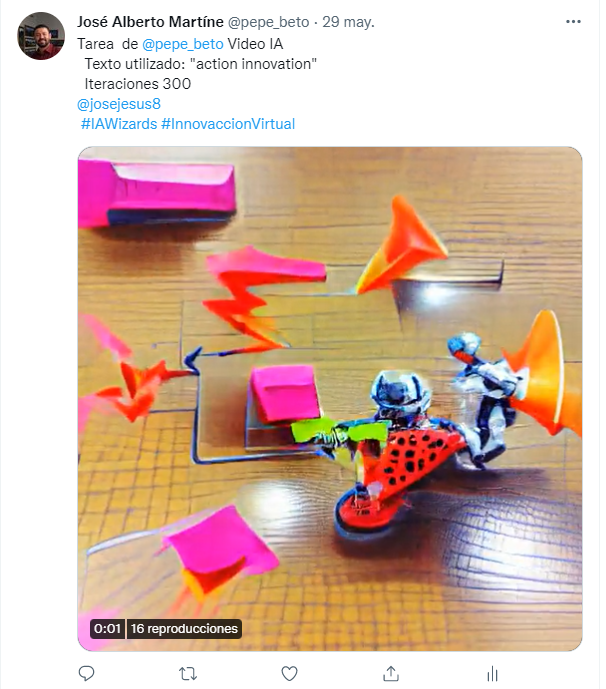 José Alberto Martíne @pepe_beto · 29 may.
Tarea de @pepe_beto Video IA
Texto utilizado: "action innovation"
Iteraciones 300
@josejesus8
#IAWizards #InnovaccionVirtual
0:01 16 reproducciones